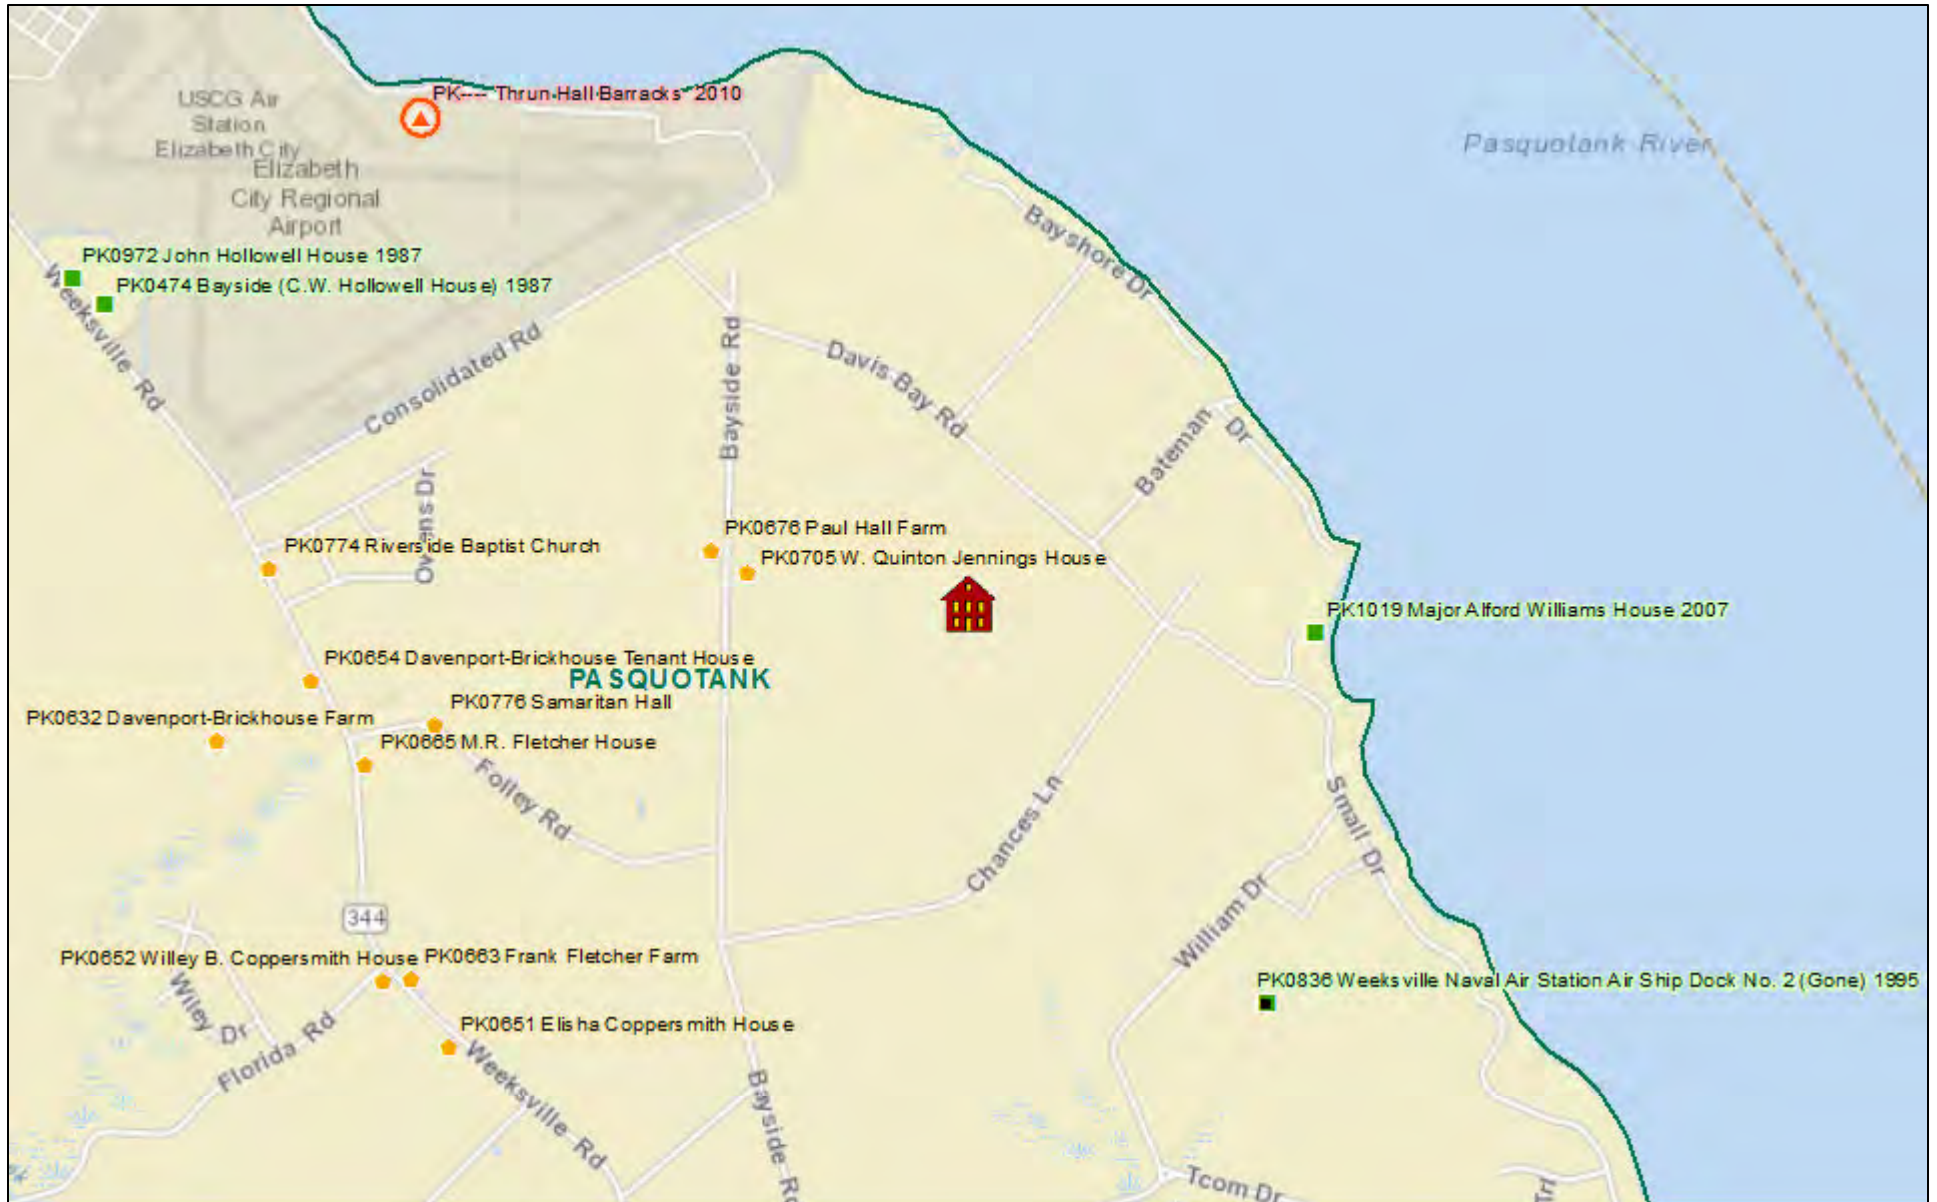 USCG Air
Station
Elizabeth City
Elizabeth
City Regional
Airport
PK---- Thrun Hall Barracks 2010
Pasquotank River
PK0972 John Hollowell House 1987
PK0474 Bayside (C.W. Hollowell House) 1987
Weeksville Rd
Consolidated Rd
Bayside Rd
Bayshore Dr
Davis Bay Rd
Bateman
Dr
Owens Dr
PK0676 Paul Hall Farm
PK0774 Riverside Baptist Church
PK0705 W. Quinton Jennings House
PK1019 Major Alford Williams House 2007
PK0654 Davenport-Brickhouse Tenant House
PASQUOTANK
PK0776 Samaritan Hall
PK0632 Davenport-Brickhouse Farm
PK0665 M.R. Fletcher House
Folley Rd
Chances Ln
Small Dr
William Dr
344
PK0652 Willey B. Coppersmith House
PK0663 Frank Fletcher Farm
PK0836 Weeksville Naval Air Station Air Ship Dock No. 2 (Gone) 1995
Wiley Dr
Florida Rd
PK0651 Elisha Coppersmith House
Weeksville Rd
Bayside Rd
Tcom Dr
Trl